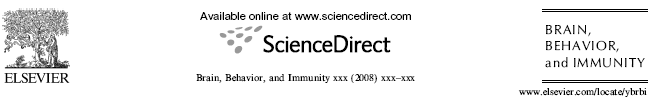 Available online at www.sciencedirect.com
ScienceDirect
ELSEVIER
Brain, Behavior, and Immunity xxx (2008) xxx–xxx
BRAIN,
BEHAVIOR,
and IMMUNITY
www.elsevier.com/locate/ybrbi